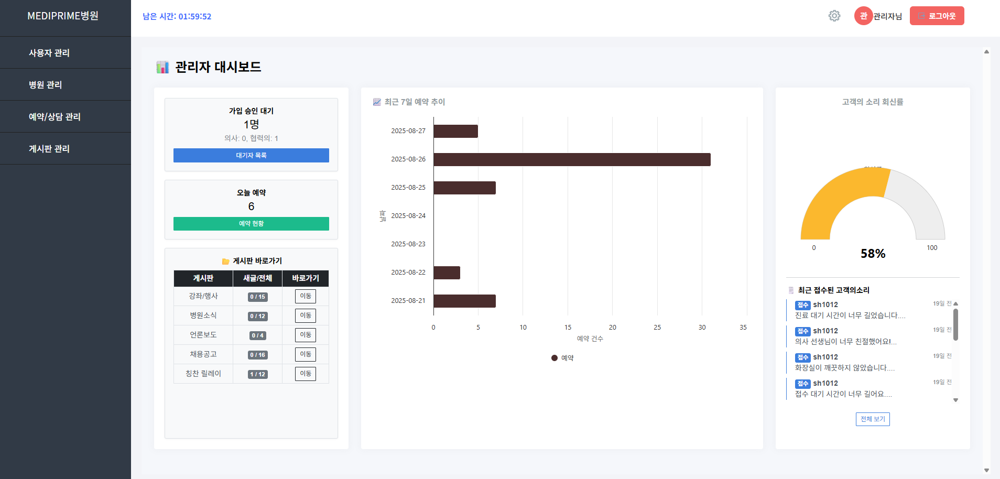 MEDIPRIME병원
남은 시간: 01:59:52
관
관리자님
로그아웃
사용자 관리
병원 관리
예약/상담 관리
게시판 관리
관리자 대시보드
가입 승인 대기
1명
의사: 0, 협력의: 1
대기자 목록
오늘 예약
6
예약 현황
게시판 바로가기
게시판 새글/전체 바로가기
강좌/행사 0 / 15 이동
병원소식 0 / 12 이동
언론보도 0 / 4 이동
채용공고 0 / 16 이동
칭찬 릴레이 1 / 12 이동
최근 7일 예약 추이
날짜
2025-08-27
2025-08-26
2025-08-25
2025-08-24
2025-08-23
2025-08-22
2025-08-21
0 5 10 15 20 25 30 35
예약 건수
예약
고객의 소리 회신률
0 100
58%
최근 접수된 고객의소리
접수 sh1012 19일 전
진료 대기 시간이 너무 길었습니다....
접수 sh1012 19일 전
의사 선생님이 너무 친절했어요!...
접수 sh1012 19일 전
화장실이 깨끗하지 않았습니다....
접수 sh1012 19일 전
접수 대기 시간이 너무 길어요....
전체 보기